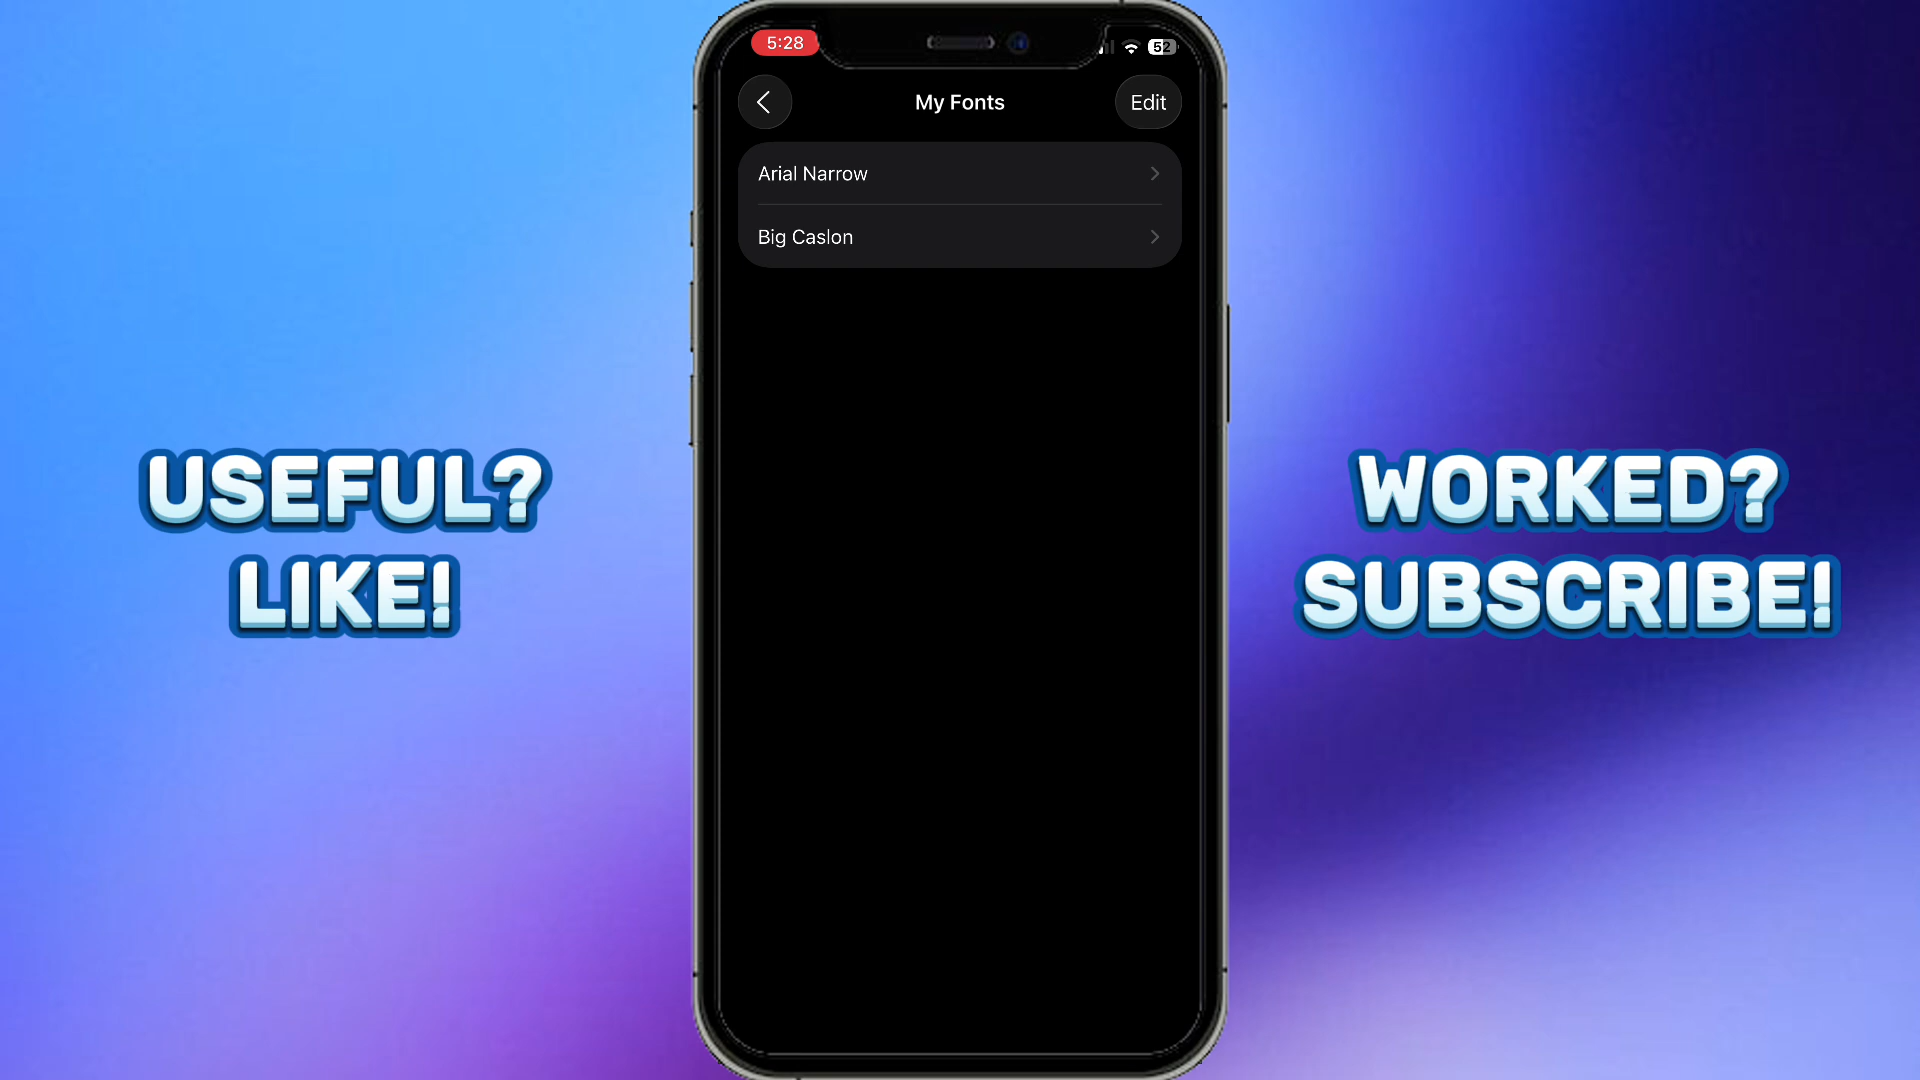 5:28
52
My Fonts
Edit
Arial Narrow
Big Caslon
USEFUL?
LIKE!
WORKED?
SUBSCRIBE!